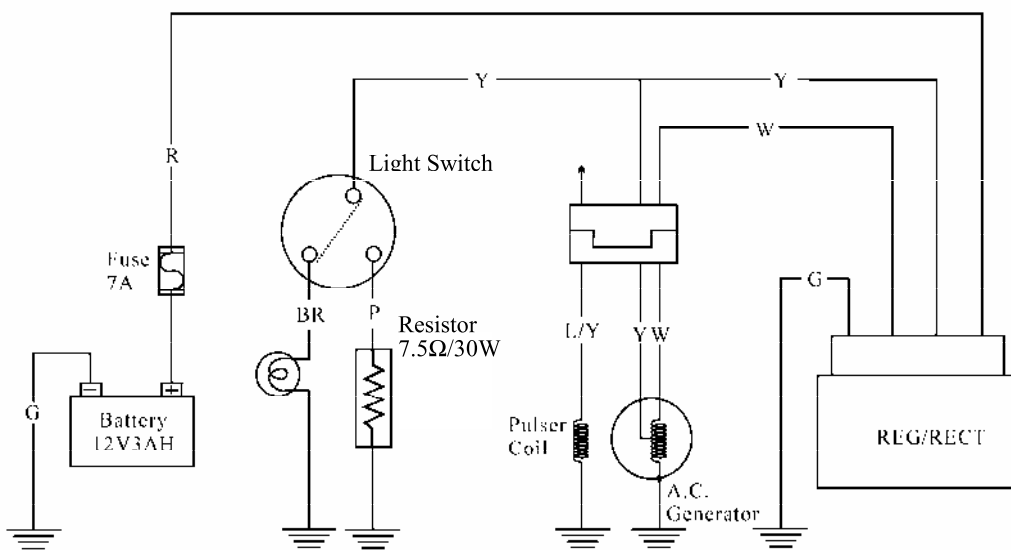 Y
Y
W
R
Light Switch
Fuse
7A
G
BR
P
Resistor
7.5Ω/30W
L/Y
Y
W
G
Battery
12V3AH
Pulser
Coil
REG/RECT
A.C.
Generator